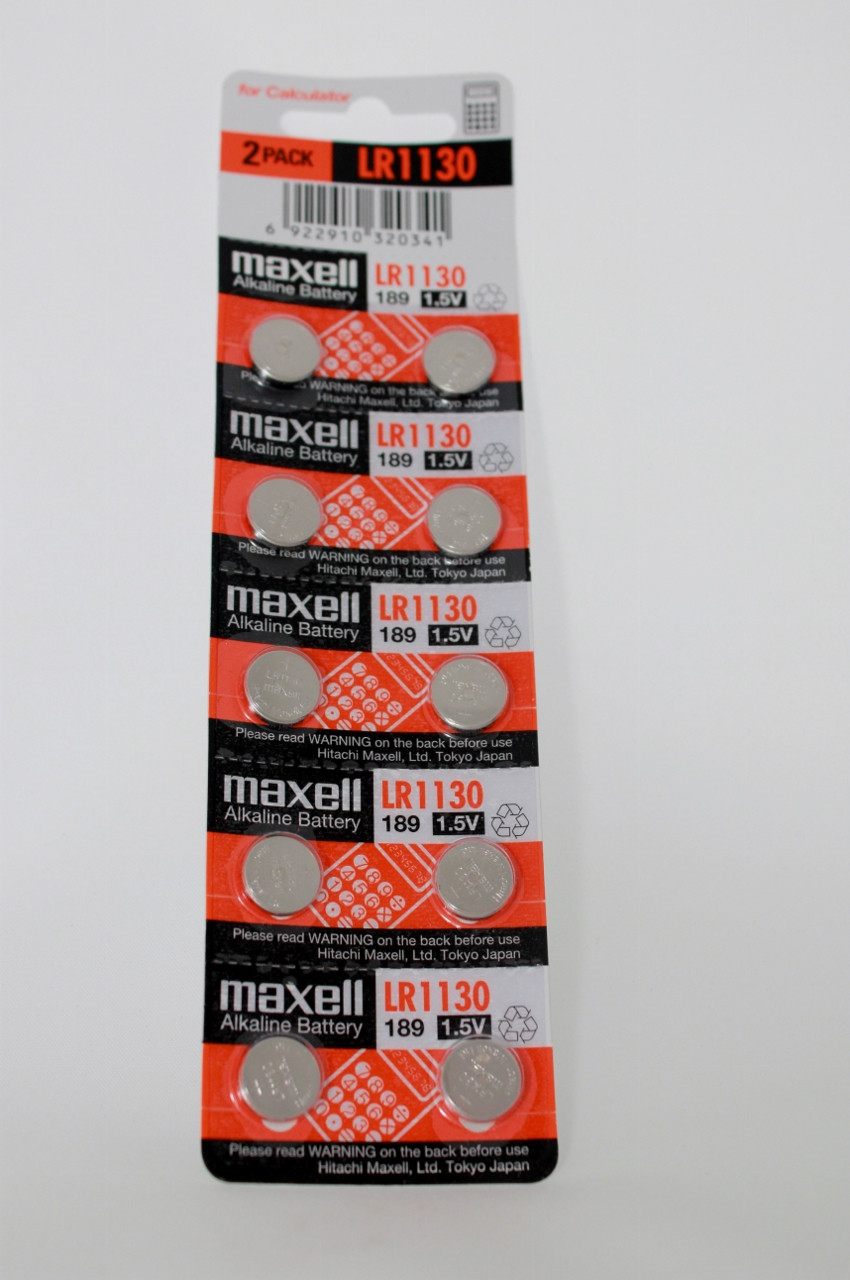 for Calculator
2 PACK LR1130
6 922910 320341
maxell LR1130
Alkaline Battery 189 1.5V
Please read WARNING on the back before use
Hitachi Maxell, Ltd. Tokyo Japan
maxell LR1130
Alkaline Battery 189 1.5V
Please read WARNING on the back before use
Hitachi Maxell, Ltd. Tokyo Japan
maxell LR1130
Alkaline Battery 189 1.5V
Please read WARNING on the back before use
Hitachi Maxell, Ltd. Tokyo Japan
maxell LR1130
Alkaline Battery 189 1.5V
Please read WARNING on the back before use
Hitachi Maxell, Ltd. Tokyo Japan
maxell LR1130
Alkaline Battery 189 1.5V
Please read WARNING on the back before use
Hitachi Maxell, Ltd. Tokyo Japan